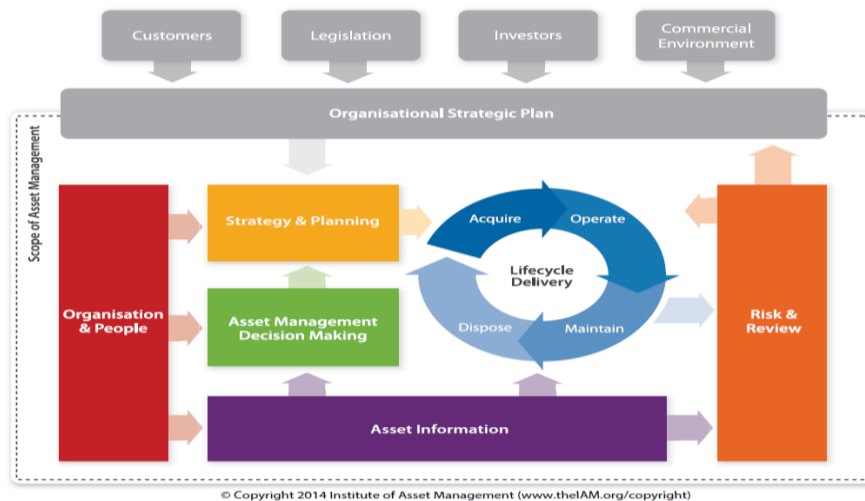 Customers
Legislation
Investors
Commercial
Environment
Organisational Strategic Plan
Scope of Asset Management
Strategy & Planning
Acquire
Operate
Lifecycle
Delivery
Organisation
& People
Asset Management
Decision Making
Dispose
Maintain
Risk &
Review
Asset Information
© Copyright 2014 Institute of Asset Management (www.theIAM.org/copyright)